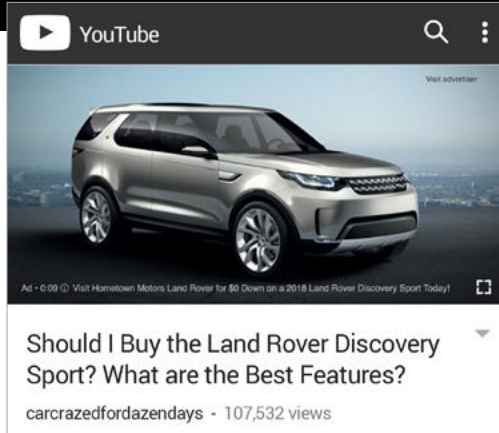 YouTube
Visit advertiser
Ad • 0:09 ⓘ Visit Hometown Motors Land Rover for $0 Down on a 2018 Land Rover Discovery Sport Today!
Should I Buy the Land Rover Discovery
Sport? What are the Best Features?
carcrazedfordazendays - 107,532 views